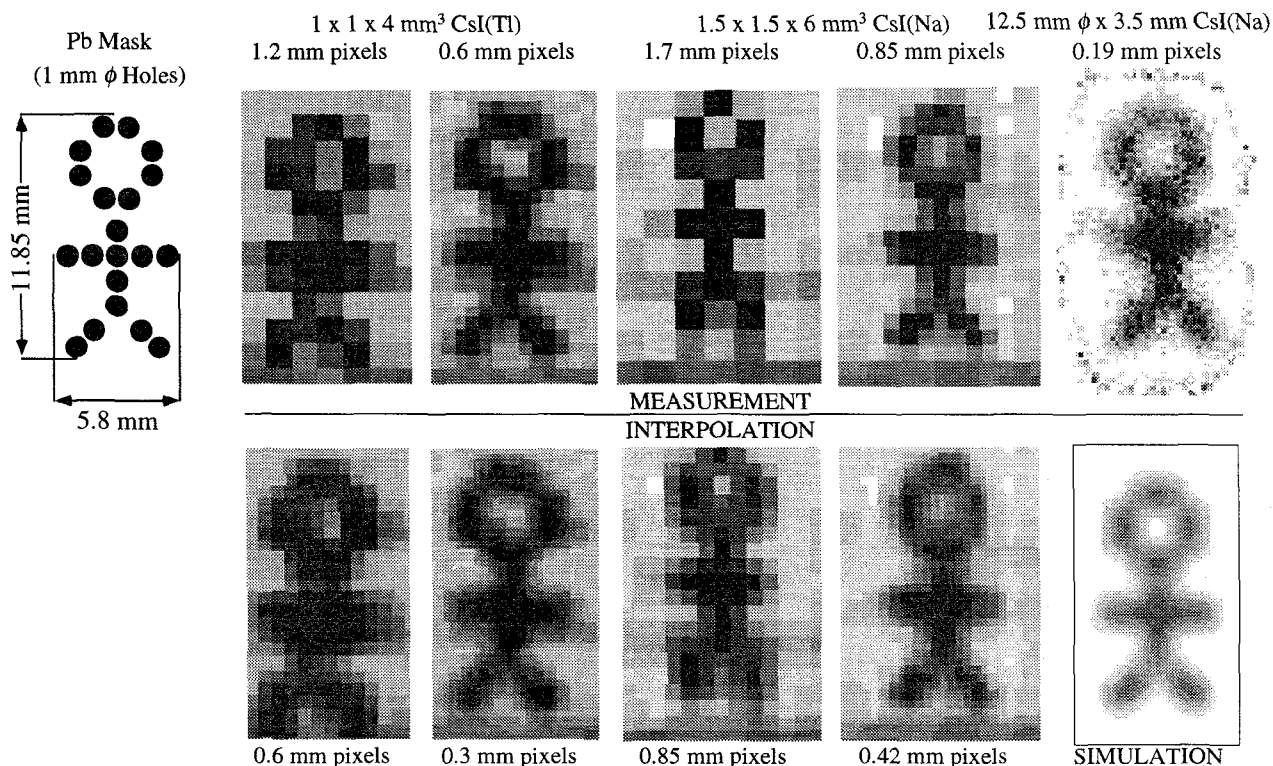 Pb Mask
(1 mm ϕ Holes)
11.85 mm
5.8 mm
1 x 1 x 4 mm³ CsI(Tl)
1.5 x 1.5 x 6 mm³ CsI(Na)
12.5 mm ϕ x 3.5 mm CsI(Na)
1.2 mm pixels
0.6 mm pixels
1.7 mm pixels
0.85 mm pixels
0.19 mm pixels
MEASUREMENT
INTERPOLATION
0.6 mm pixels
0.3 mm pixels
0.85 mm pixels
0.42 mm pixels
SIMULATION